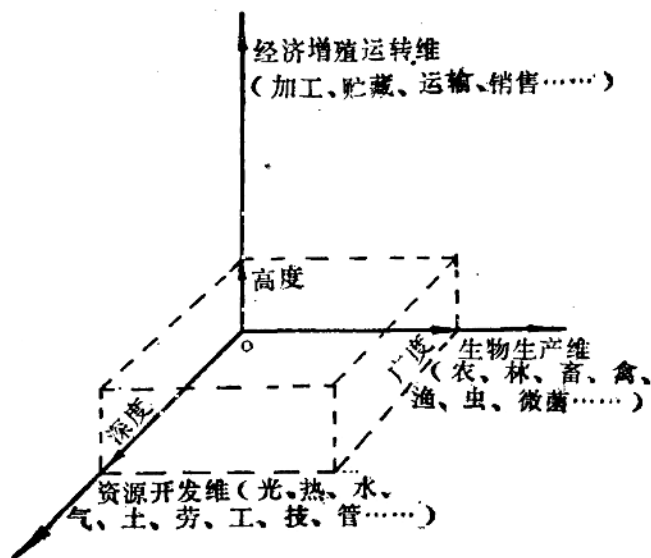 经济增殖运转维
(加工、贮藏、运输、销售……)
高度
O
广度
生物生产维
(农、林、畜、禽、
渔、虫、微菌……)
深度
资源开发维(光、热、水、
气、土、劳、工、技、管……)